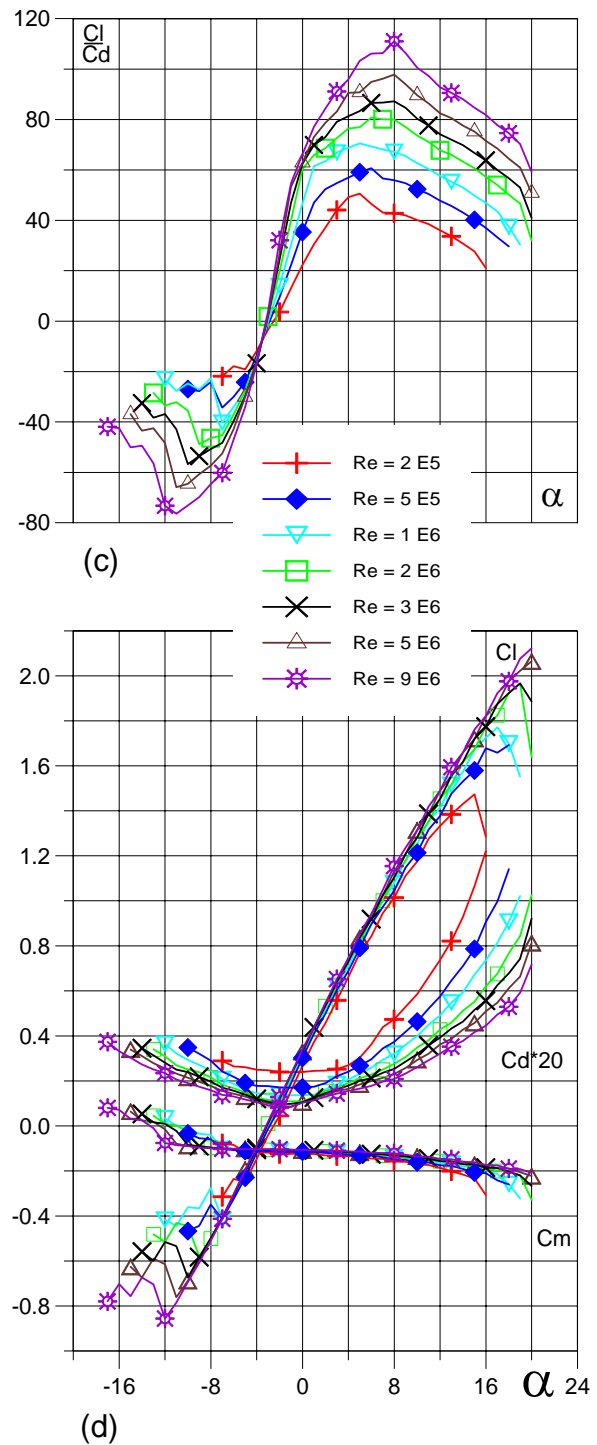 120
Cl
Cd
80
40
0
-40
-80
α
(c)
Re = 2 E5
Re = 5 E5
Re = 1 E6
Re = 2 E6
Re = 3 E6
Re = 5 E6
Re = 9 E6
Cl
2.0
1.6
1.2
0.8
0.4
Cd*20
0.0
Cm
-0.4
-0.8
-16 -8 0 8 16 α 24
(d)